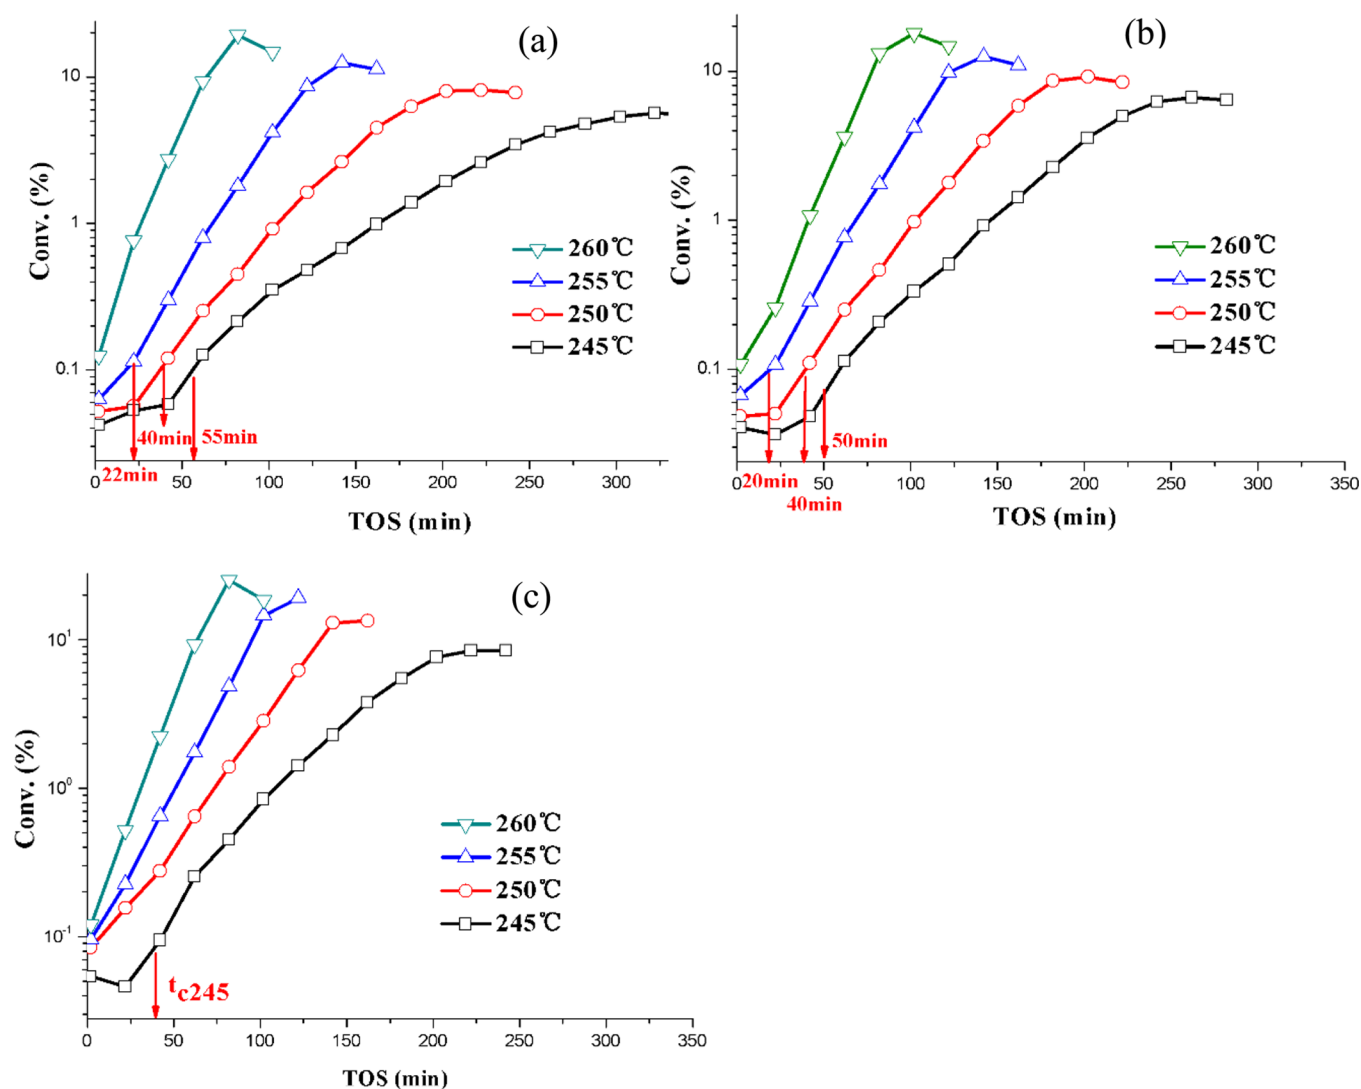 (a)
Conv. (%)
10
1
0.1
260℃
255℃
250℃
245℃
22min
40min
55min
0 50 100 150 200 250 300
TOS (min)
(b)
Conv. (%)
10
1
0.1
260℃
255℃
250℃
245℃
20min
40min
50min
0 50 100 150 200 250 300 350
TOS (min)
(c)
Conv. (%)
10¹
10⁰
10⁻¹
260℃
255℃
250℃
245℃
tc245
0 50 100 150 200 250 300 350
TOS (min)